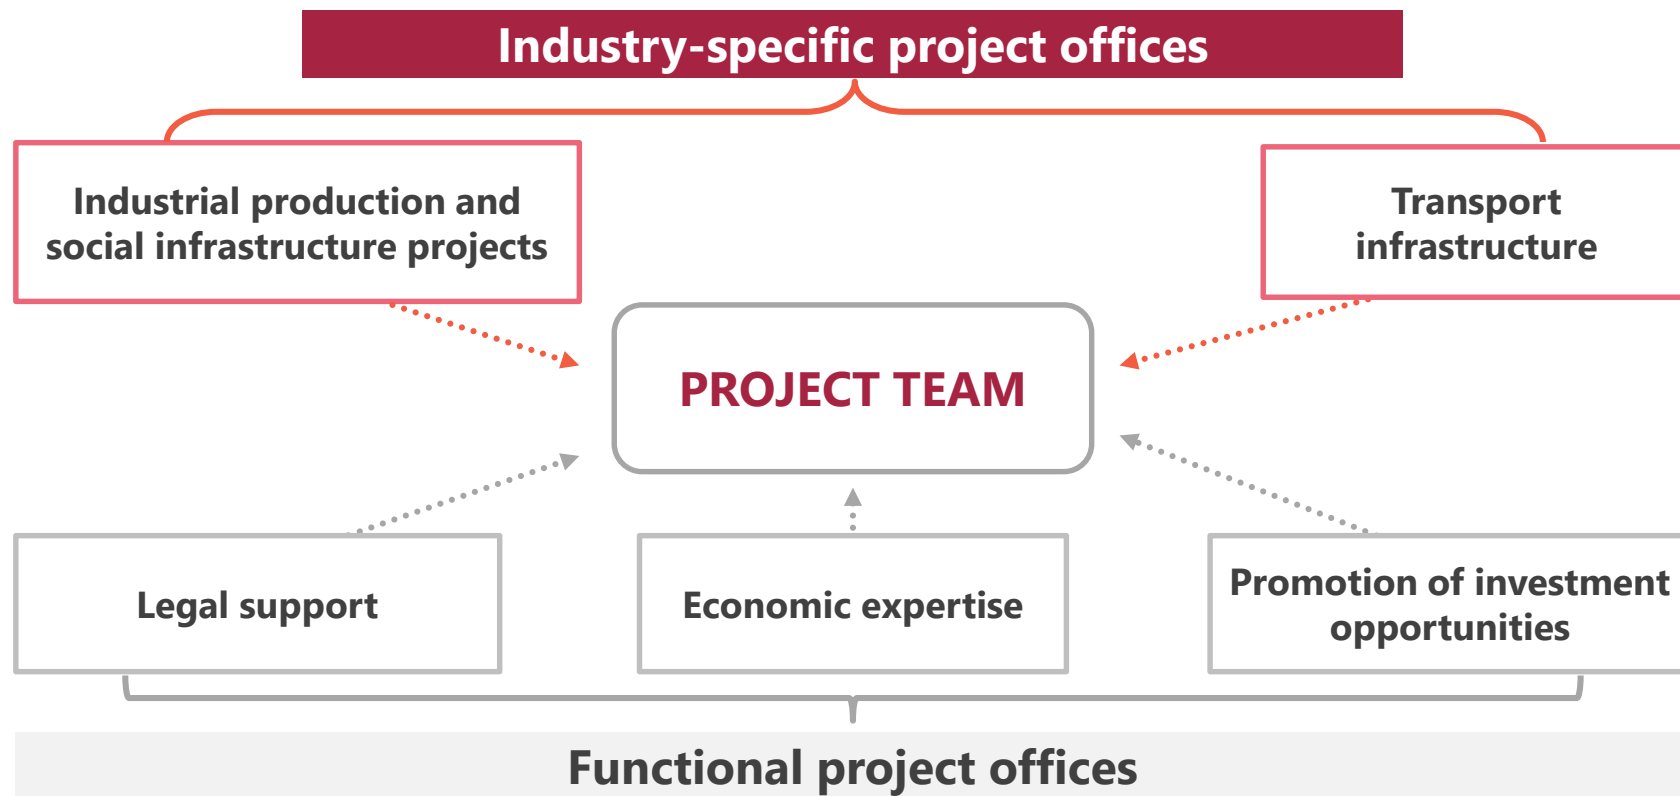 Industry-specific project offices
Industrial production and
social infrastructure projects
Transport
infrastructure
PROJECT TEAM
Legal support
Economic expertise
Promotion of investment
opportunities
Functional project offices